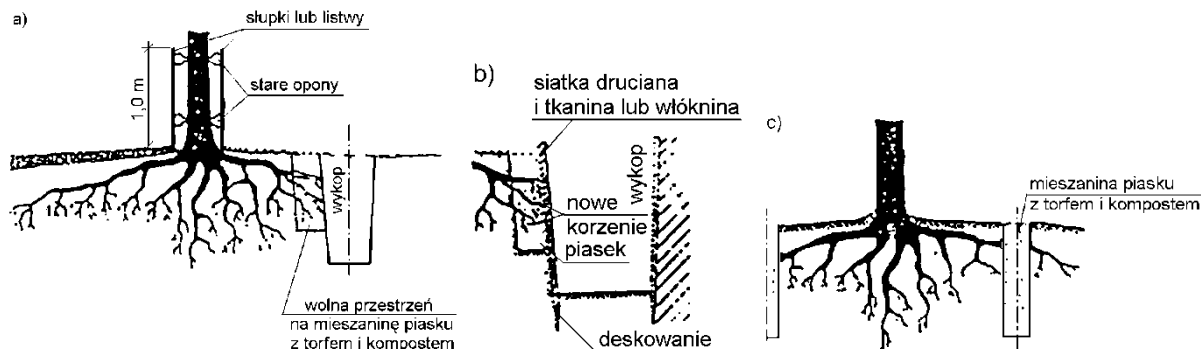 a)
słupki lub listwy
stare opony
1,0 m
wykop
wolna przestrzeń
na mieszaninę piasku
z torfem i kompostem
b)
siatka druciana
i tkanina lub włóknina
wykop
nowe
korzenie
piasek
deskowanie
c)
mieszanina piasku
z torfem i kompostem